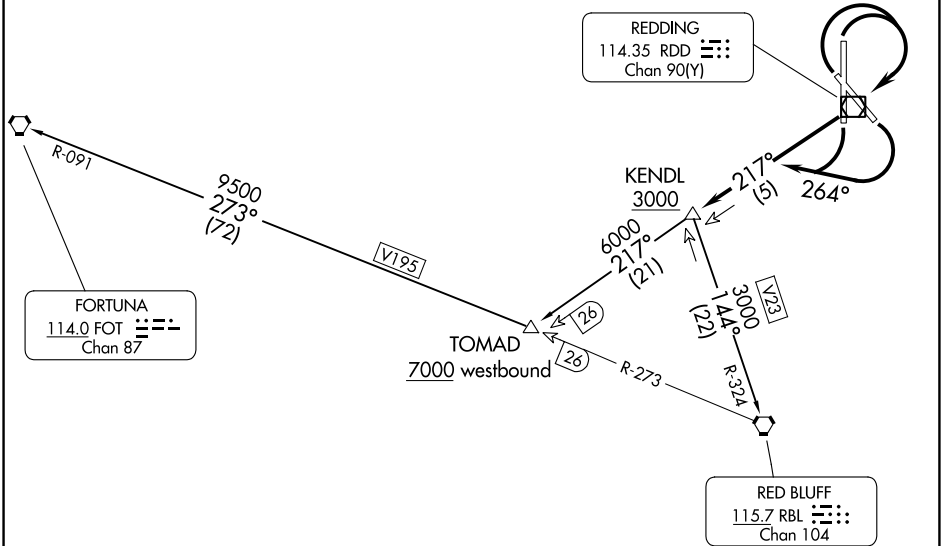 REDDING
114.35 RDD
Chan 90(Y)
R-091
9500
273°
(72)
V195
KENDL
3000
217°
(5)
264°
6000
217°
(21)
3000
144°
(22)
V23
R-324
FORTUNA
114.0 FOT
Chan 87
TOMAD
7000 westbound
26
26
R-273
RED BLUFF
115.7 RBL
Chan 104